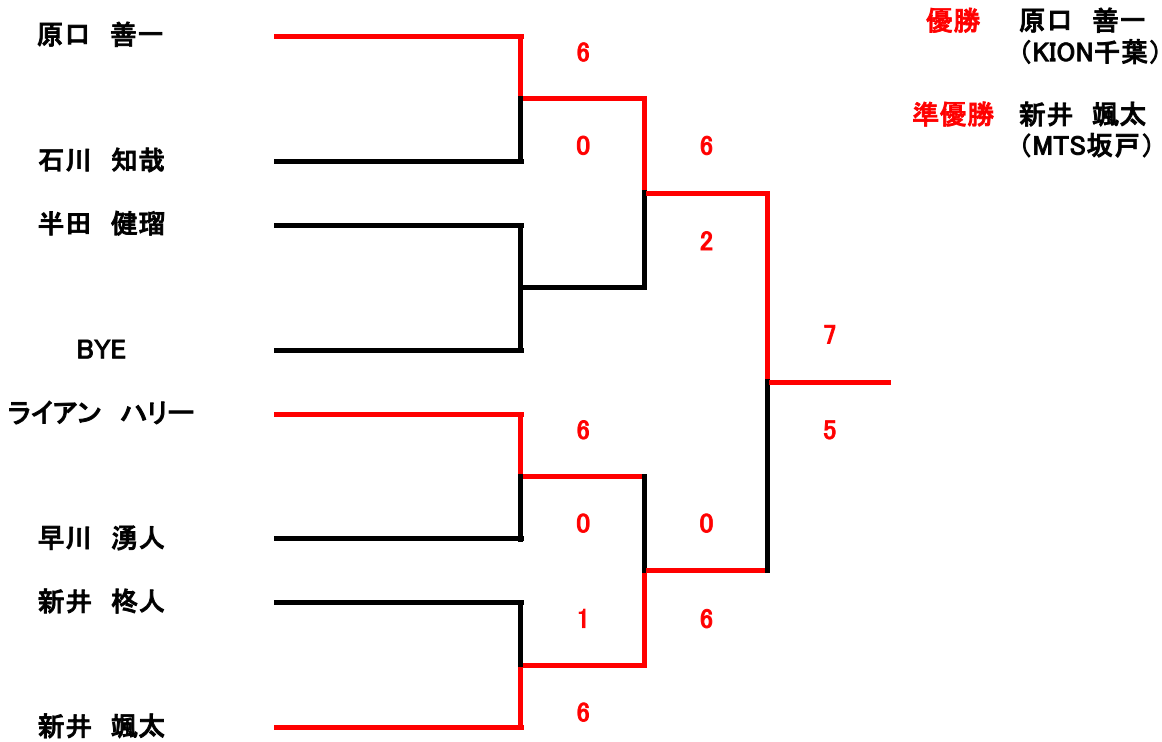 原口　善一
石川　知哉
半田　健瑠
BYE
ライアン　ハリー
早川　湧人
新井　柊人
新井　颯太
6
0
6
0
1
6
6
2
0
6
7
5
優勝　原口　善一
（KION千葉）
準優勝　新井　颯太
（MTS坂戸）